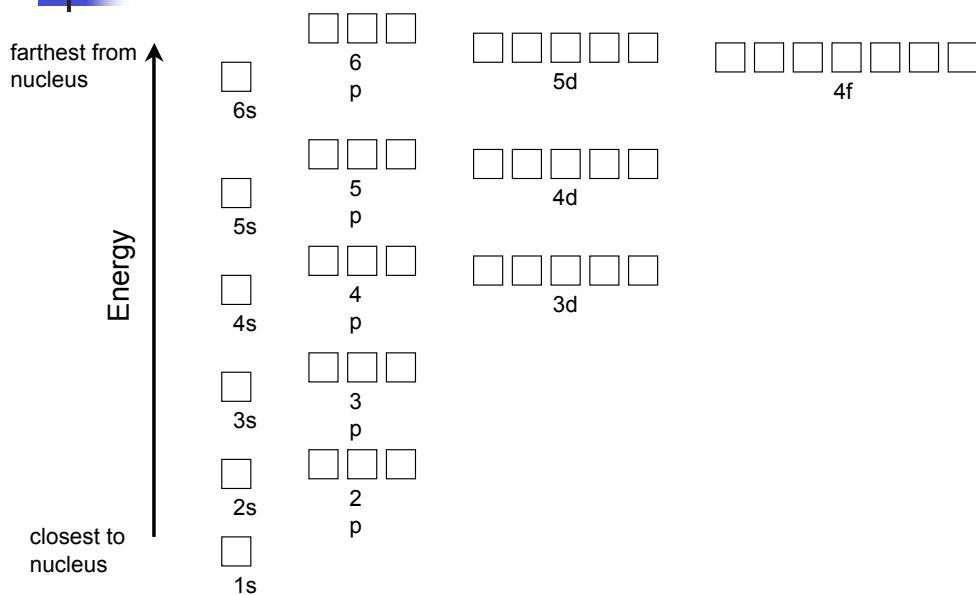 farthest from
nucleus
6
p
5d
4f
6s
5
p
4d
5s
Energy
4
p
3d
4s
3
p
3s
2
p
2s
closest to
nucleus
1s